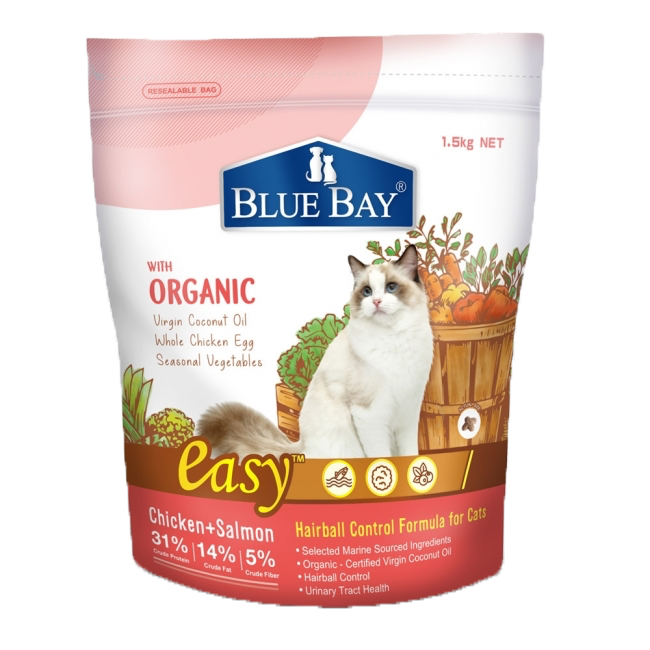 RESEALABLE BAG
1.5kg NET
BLUE BAY®
WITH
ORGANIC
Virgin Coconut Oil
Whole Chicken Egg
Seasonal Vegetables
easy™
Chicken+Salmon
31% 14% 5%
Crude Protein Crude Fat Crude Fiber
Hairball Control Formula for Cats
• Selected Marine Sourced Ingredients
• Organic - Certified Virgin Coconut Oil
• Hairball Control
• Urinary Tract Health